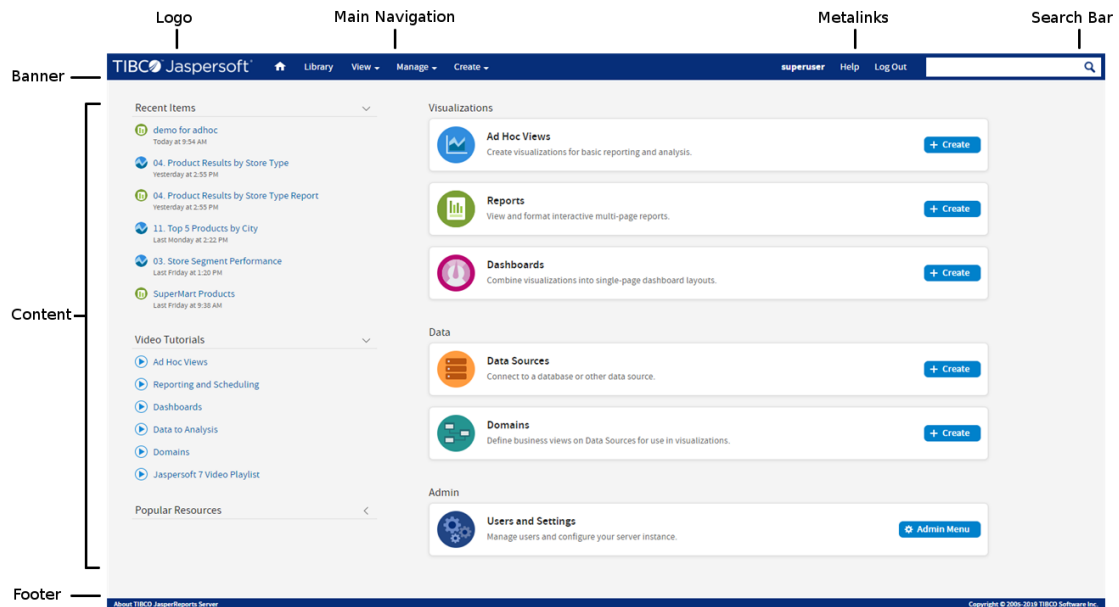 Logo
Main Navigation
Metalinks
Search Bar
Banner
TIBCO Jaspersoft®
Library
View
Manage
Create
superuser
Help
Log Out
Content
Recent Items
demo for adhoc
Today at 9:54 AM
04. Product Results by Store Type
Yesterday at 2:55 PM
04. Product Results by Store Type Report
Yesterday at 2:55 PM
11. Top 5 Products by City
Last Monday at 2:22 PM
03. Store Segment Performance
Last Friday at 1:20 PM
SuperMart Products
Last Friday at 9:38 AM
Video Tutorials
Ad Hoc Views
Reporting and Scheduling
Dashboards
Data to Analysis
Domains
Jaspersoft 7 Video Playlist
Popular Resources
Visualizations
Ad Hoc Views
Create visualizations for basic reporting and analysis.
+ Create
Reports
View and format interactive multi-page reports.
+ Create
Dashboards
Combine visualizations into single-page dashboard layouts.
+ Create
Data
Data Sources
Connect to a database or other data source.
+ Create
Domains
Define business views on Data Sources for use in visualizations.
+ Create
Admin
Users and Settings
Manage users and configure your server instance.
Admin Menu
Footer
About TIBCO JasperReports Server
Copyright © 2005-2019 TIBCO Software Inc.